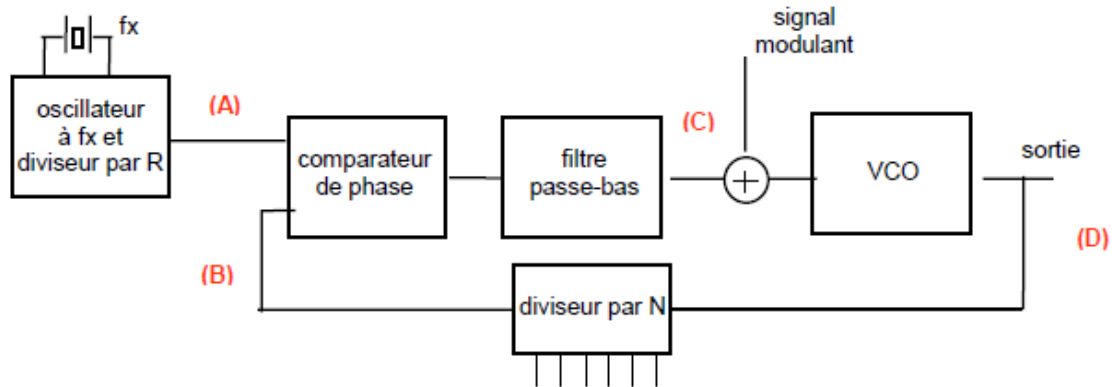 fx
signal
modulant
oscillateur
à fx et
diviseur par R
(A)
comparateur
de phase
filtre
passe-bas
(C)
+
VCO
sortie
(D)
(B)
diviseur par N